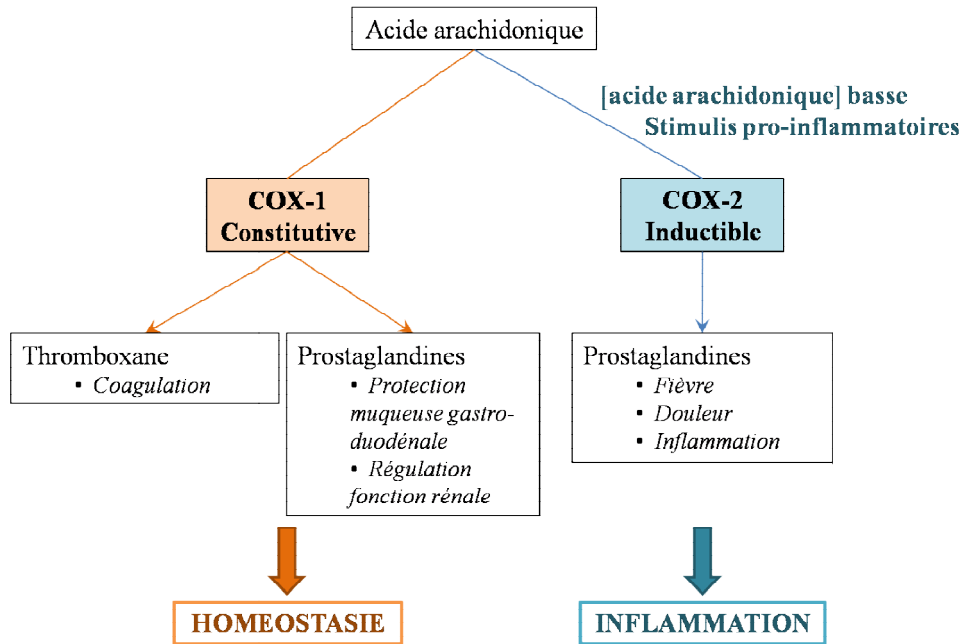 Acide arachidonique
[acide arachidonique] basse
Stimulis pro-inflammatoires
COX-1
Constitutive
COX-2
Inductible
Thromboxane
▪ Coagulation
Prostaglandines
▪ Protection
muqueuse gastro-
duodénale
▪ Régulation
fonction rénale
Prostaglandines
▪ Fièvre
▪ Douleur
▪ Inflammation
HOMEOSTASIE
INFLAMMATION